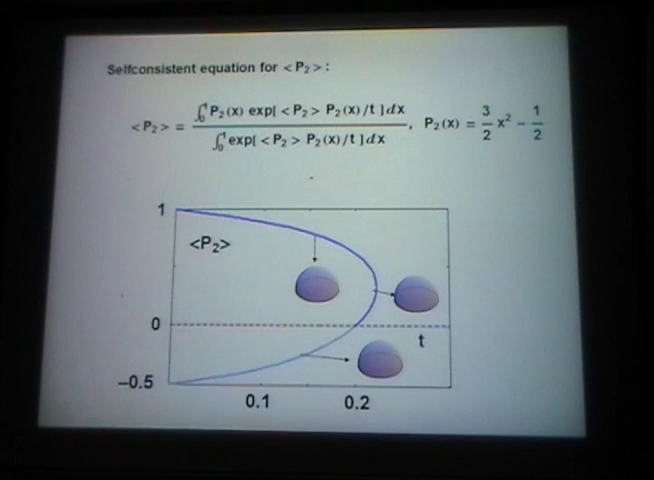 Selfconsistent equation for < P₂ > :
< P₂ > = ∫₀¹ P₂ (x) exp[ < P₂ > P₂ (x) / t ] dx / ∫₀¹ exp[ < P₂ > P₂ (x) / t ] dx , P₂ (x) = 3/2 x² - 1/2
1
<P₂>
0
t
−0.5
0.1 0.2